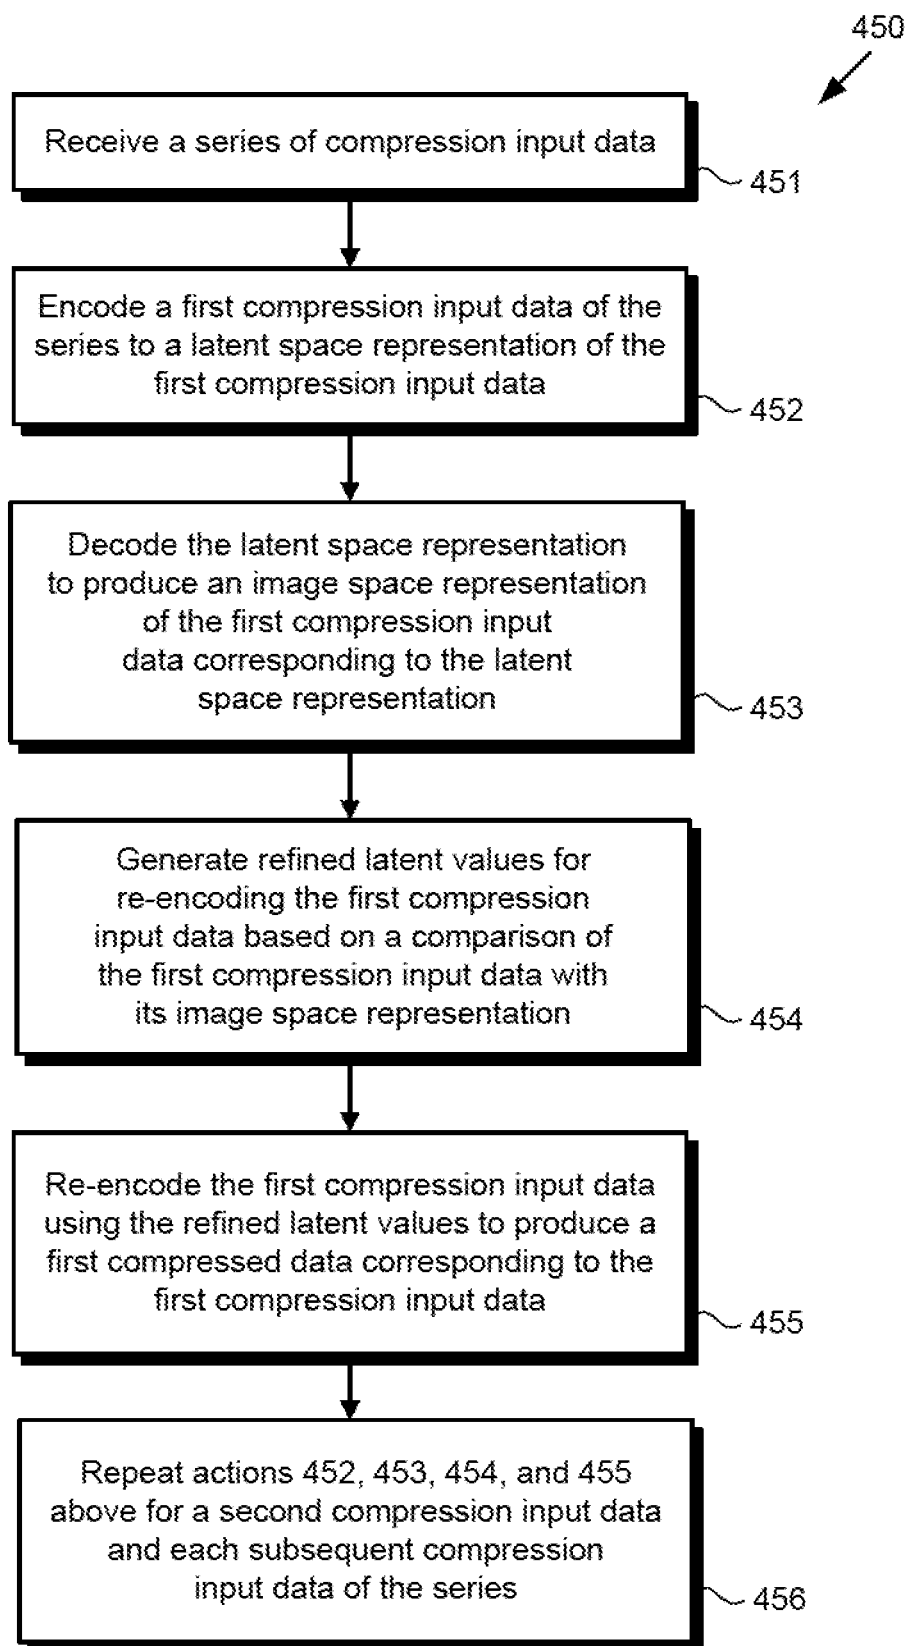 450
Receive a series of compression input data
451
Encode a first compression input data of the
series to a latent space representation of the
first compression input data
452
Decode the latent space representation
to produce an image space representation
of the first compression input
data corresponding to the latent
space representation
453
Generate refined latent values for
re-encoding the first compression
input data based on a comparison of
the first compression input data with
its image space representation
454
Re-encode the first compression input data
using the refined latent values to produce a
first compressed data corresponding to the
first compression input data
455
Repeat actions 452, 453, 454, and 455
above for a second compression input data
and each subsequent compression
input data of the series
456